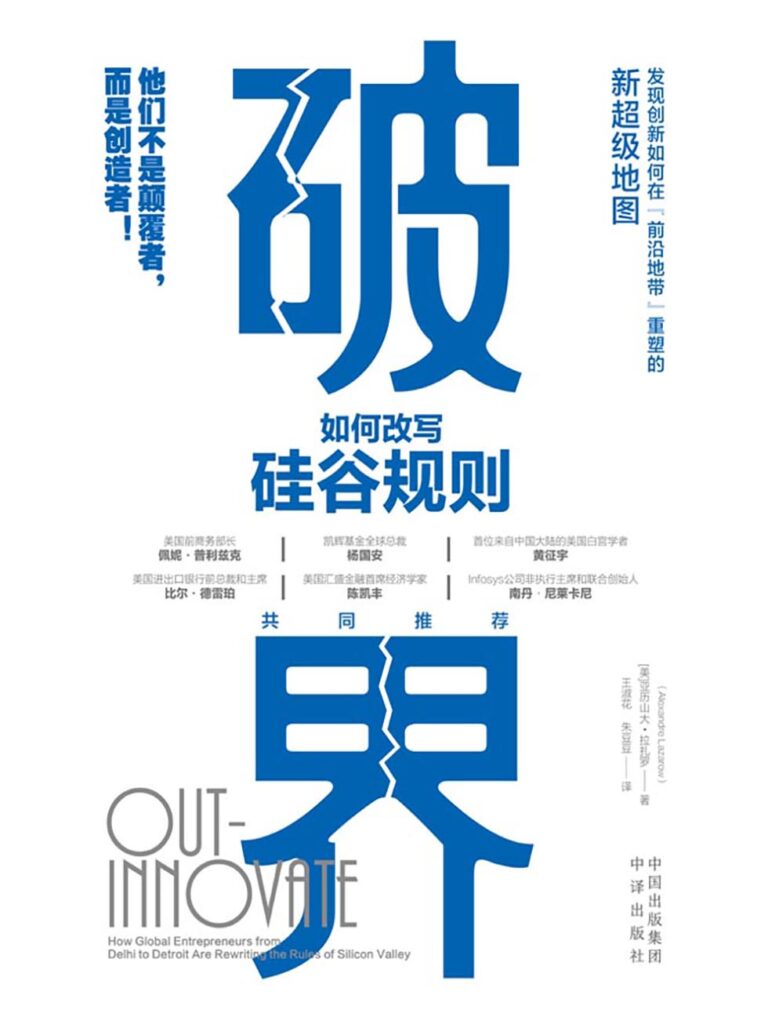 发现创新如何在“前沿地带”重塑的
新超级地图
他们不是颠覆者，
而是创造者！
破
如何改写
硅谷规则
美国前商务部长
佩妮·普利兹克
凯辉基金全球总裁
杨国安
首位来自中国大陆的美国白宫学者
黄征宇
美国进出口银行前总裁和主席
比尔·德雷珀
美国汇盛金融首席经济学家
陈凯丰
Infosys公司非执行主席和联合创始人
南丹·尼莱卡尼
共同推荐
界
(Alexandre Lazarow)
[美]亚历山大·拉扎罗——著
王淑花 朱豆豆——译
OUT-
INNOVATE
How Global Entrepreneurs from
Delhi to Detroit Are Rewriting the Rules of Silicon Valley
中国出版集团
中译出版社